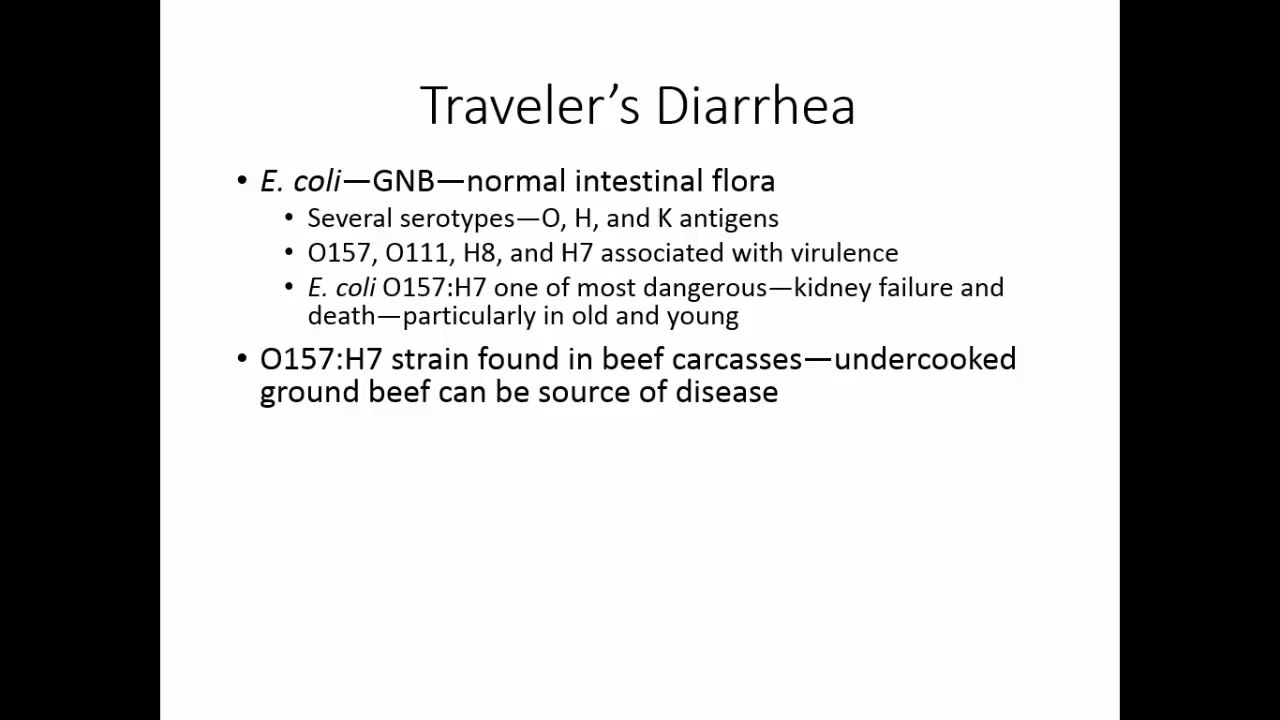 Traveler’s Diarrhea
• E. coli—GNB—normal intestinal flora
• Several serotypes—O, H, and K antigens
• O157, O111, H8, and H7 associated with virulence
• E. coli O157:H7 one of most dangerous—kidney failure and
death—particularly in old and young
• O157:H7 strain found in beef carcasses—undercooked
ground beef can be source of disease